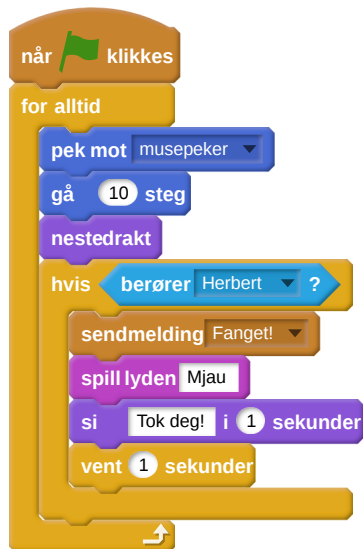 når klikkes
for alltid
pek mot musepeker
gå 10 steg
nestedrakt
hvis berører Herbert ?
sendmelding Fanget!
spill lyden Mjau
si Tok deg! i 1 sekunder
vent 1 sekunder